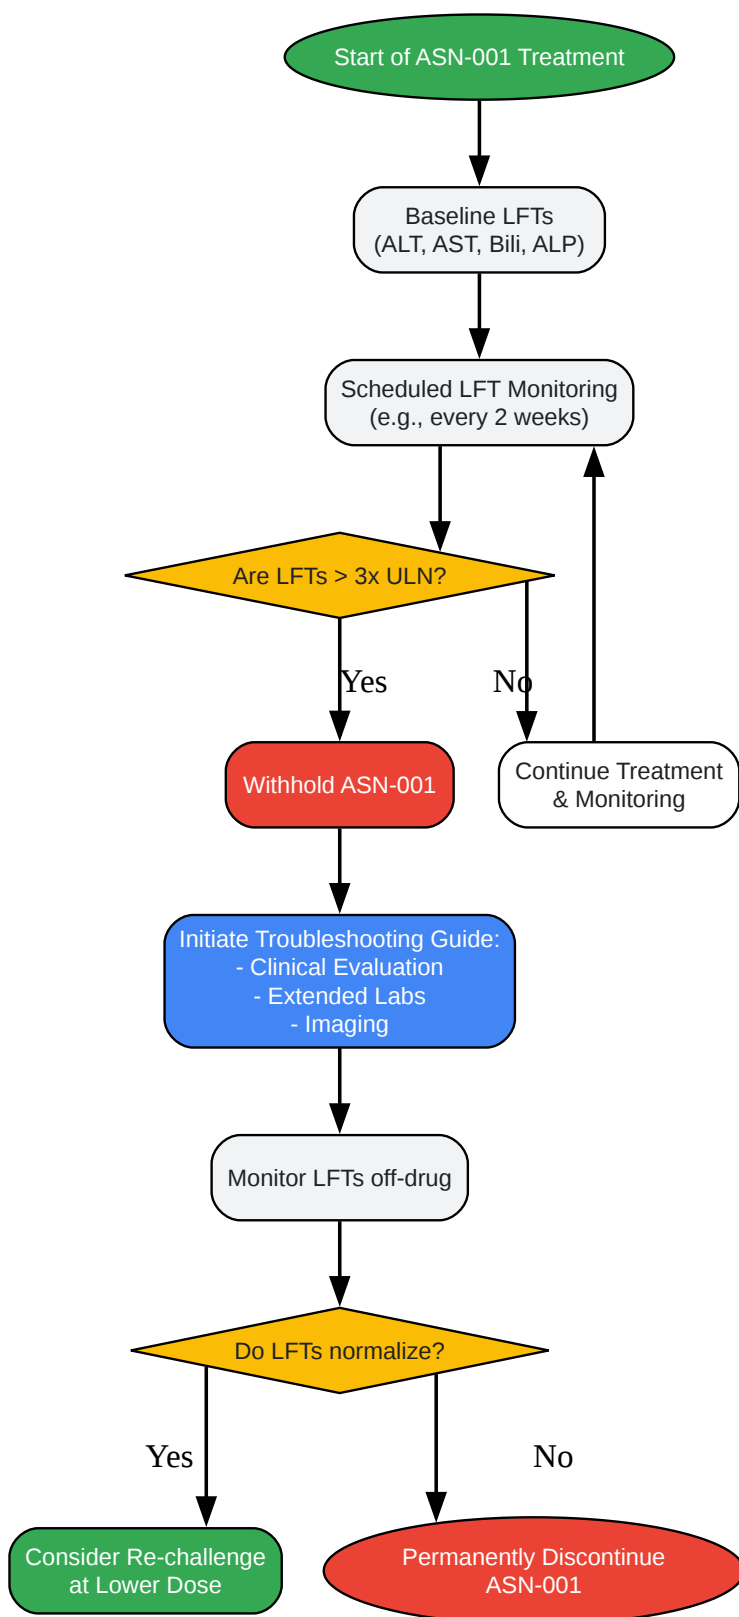 Start of ASN-001 Treatment
Baseline LFTs
(ALT, AST, Bili, ALP)
Scheduled LFT Monitoring
(e.g., every 2 weeks)
Are LFTs > 3x ULN?
Yes
No
Withhold ASN-001
Continue Treatment
& Monitoring
Initiate Troubleshooting Guide:
- Clinical Evaluation
- Extended Labs
- Imaging
Monitor LFTs off-drug
Do LFTs normalize?
Yes
No
Consider Re-challenge
at Lower Dose
Permanently Discontinue
ASN-001